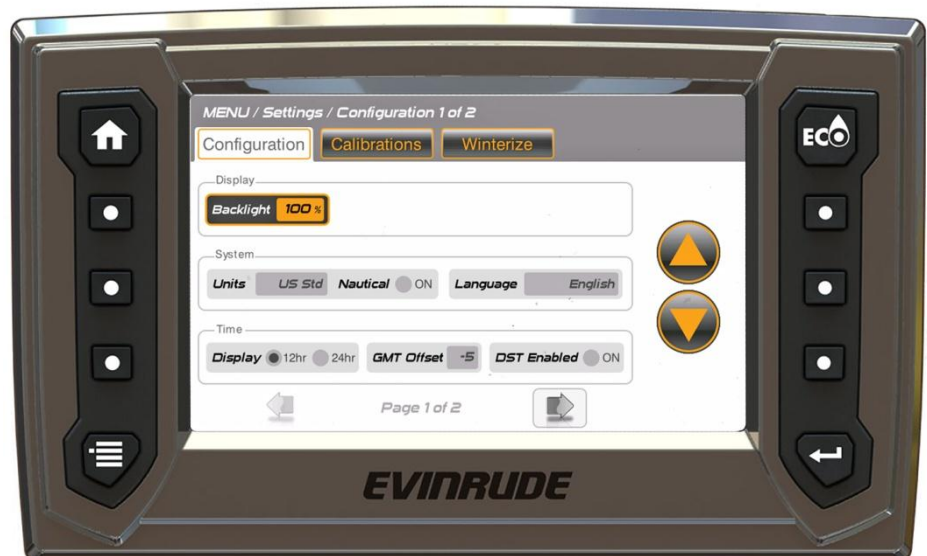 MENU / Settings / Configuration 1 of 2
Configuration Calibrations Winterize
ECO
Display
Backlight 100 %
System
Units US Std Nautical ON Language English
Time
Display 12hr 24hr GMT Offset -5 DST Enabled ON
Page 1 of 2
EVINRUDE